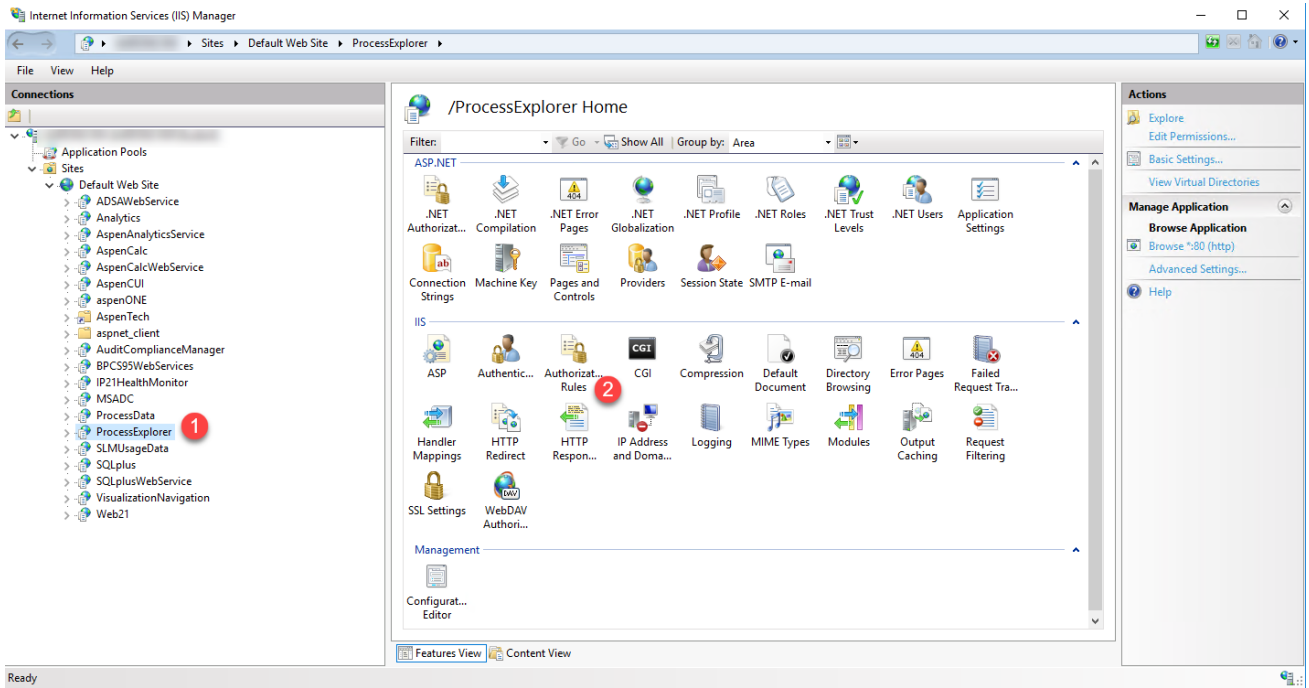 Internet Information Services (IIS) Manager
Sites
Default Web Site
ProcessExplorer
File View Help
Connections
Application Pools
Sites
Default Web Site
ADSAWebService
Analytics
AspenAnalyticsService
AspenCalc
AspenCalcWebService
AspenCUI
aspenONE
AspenTech
aspnet_client
AuditComplianceManager
BPCS95WebServices
IP21HealthMonitor
MSADC
ProcessData
ProcessExplorer
1
SLMUsageData
SQLplus
SQLplusWebService
VisualizationNavigation
Web21
/ProcessExplorer Home
Filter: Go Show All Group by: Area
ASP.NET
.NET Authorizat...
.NET Compilation
.NET Error Pages
.NET Globalization
.NET Profile
.NET Roles
.NET Trust Levels
.NET Users
Application Settings
Connection Strings
Machine Key
Pages and Controls
Providers
Session State
SMTP E-mail
IIS
ASP
Authentic...
Authorizat... Rules
2
CGI
Compression
Default Document
Directory Browsing
Error Pages
Failed Request Tra...
Handler Mappings
HTTP Redirect
HTTP Respon...
IP Address and Doma...
Logging
MIME Types
Modules
Output Caching
Request Filtering
SSL Settings
WebDAV Authori...
Management
Configurat... Editor
Features View
Content View
Actions
Explore
Edit Permissions...
Basic Settings...
View Virtual Directories
Manage Application
Browse Application
Browse *:80 (http)
Advanced Settings...
Help
Ready